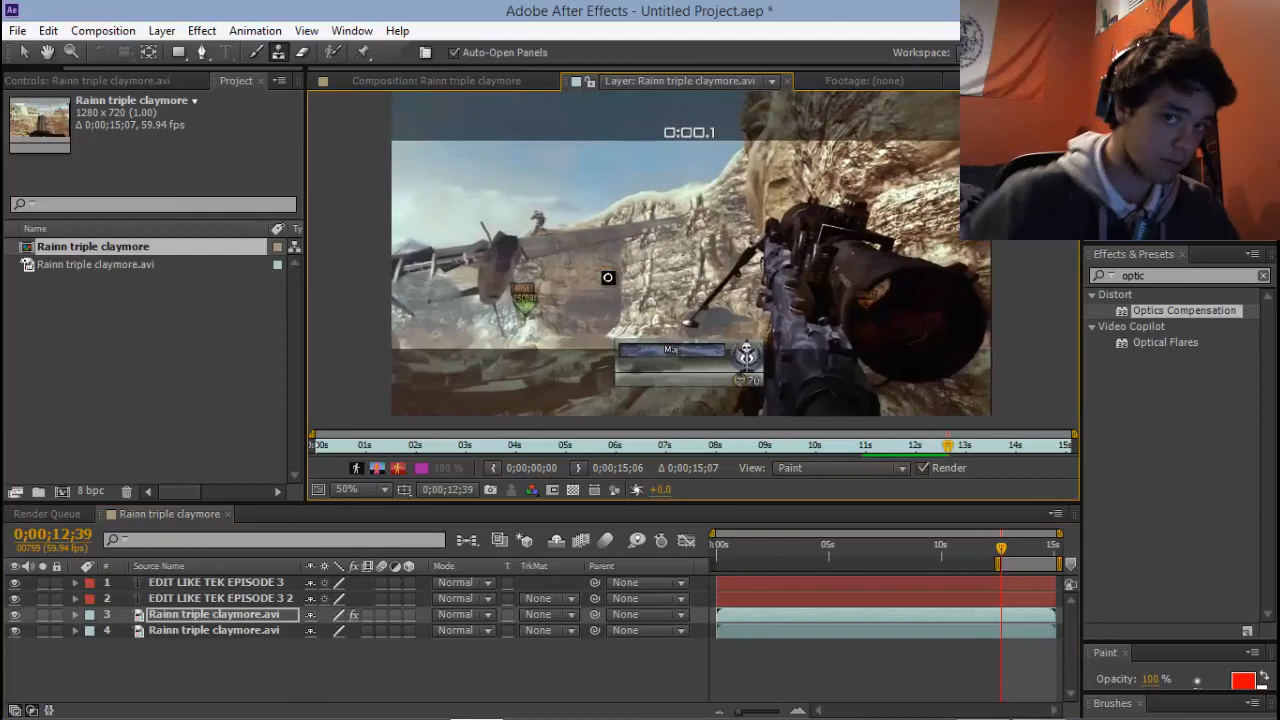 Ae
Adobe After Effects - Untitled Project.aep *
File Edit Composition Layer Effect Animation View Window Help
Auto-Open Panels
Workspace:
Controls: Rainn triple claymore.avi
Project
Composition: Rainn triple claymore
Layer: Rainn triple claymore.avi
Footage: (none)
Rainn triple claymore
1280 x 720 (1.00)
Δ 0;00;15;07, 59.94 fps
Name
Ty
Rainn triple claymore
Rainn triple claymore.avi
8 bpc
0:00.1
TARGET
ESCORT
Maj
70
:00s 01s 02s 03s 04s 05s 06s 07s 08s 09s 10s 11s 12s 13s 14s 15s
100 %
0;00;00;00
0;00;15;06
Δ 0;00;15;07
View: Paint
Render
50%
0;00;12;39
+0.0
Effects & Presets
optic
Distort
Optics Compensation
Video Copilot
Optical Flares
Paint
Opacity: 100 %
Brushes
Render Queue
Rainn triple claymore
0;00;12;39
00759 (59.94 fps)
:00s 05s 10s 15s
# Source Name Mode T TrkMat Parent
1 EDIT LIKE TEK EPISODE 3 Normal None
2 EDIT LIKE TEK EPISODE 3 2 Normal None None
3 Rainn triple claymore.avi Normal None None
4 Rainn triple claymore.avi Normal None None